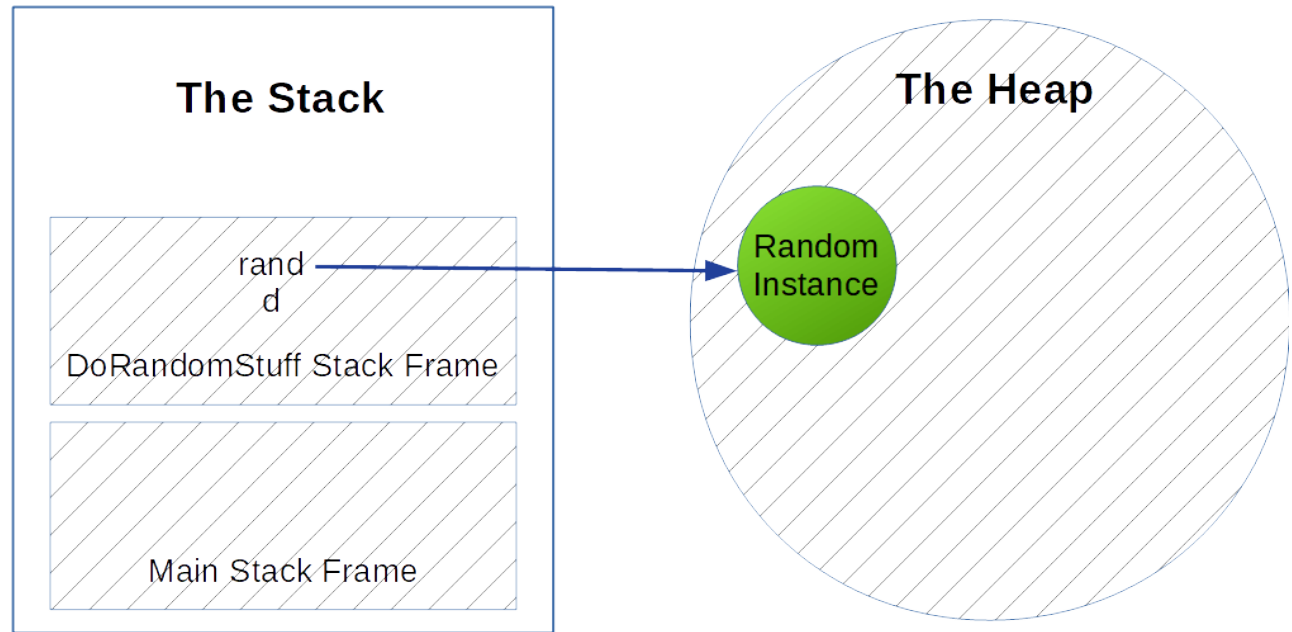 The Stack
The Heap
rand
d
Random
Instance
DoRandomStuff Stack Frame
Main Stack Frame